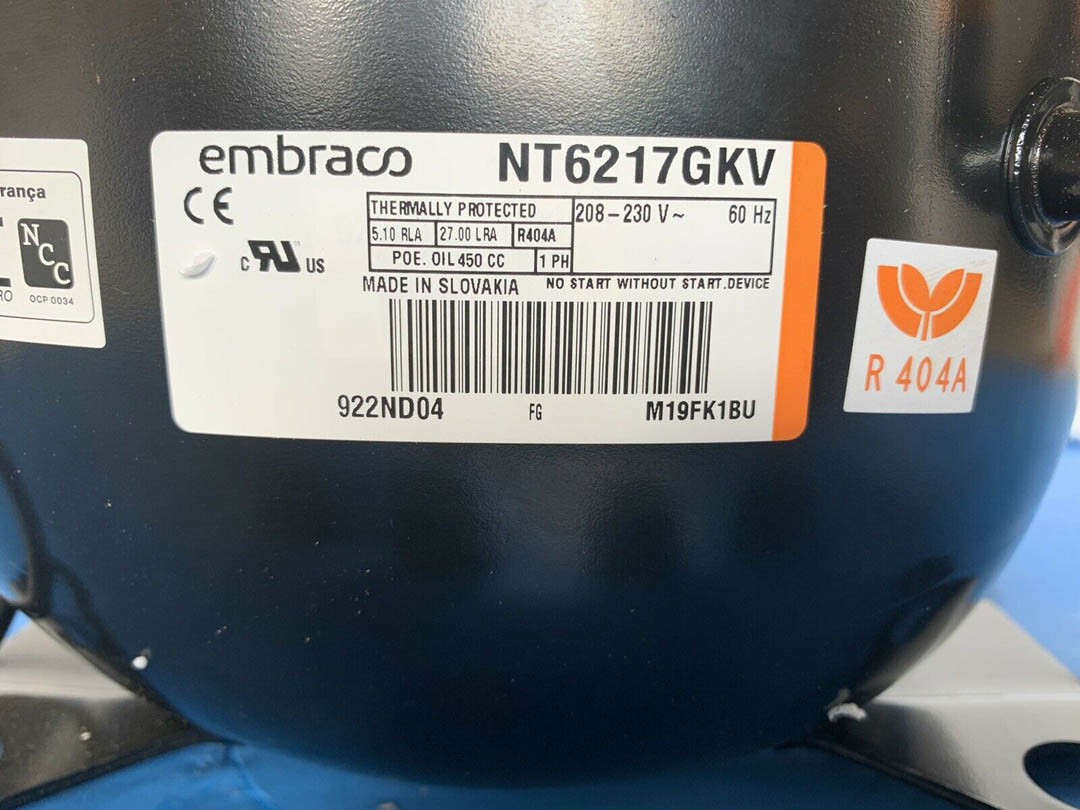 rança
NCC
RO
OCP 0034
embraco
NT6217GKV
CE
THERMALLY PROTECTED
208-230 V~ 60 Hz
5.10 RLA 27.00 LRA R404A
POE. OIL 450 CC 1 PH
c RU US
MADE IN SLOVAKIA NO START WITHOUT START.DEVICE
922ND04 FG M19FK1BU
R 404A